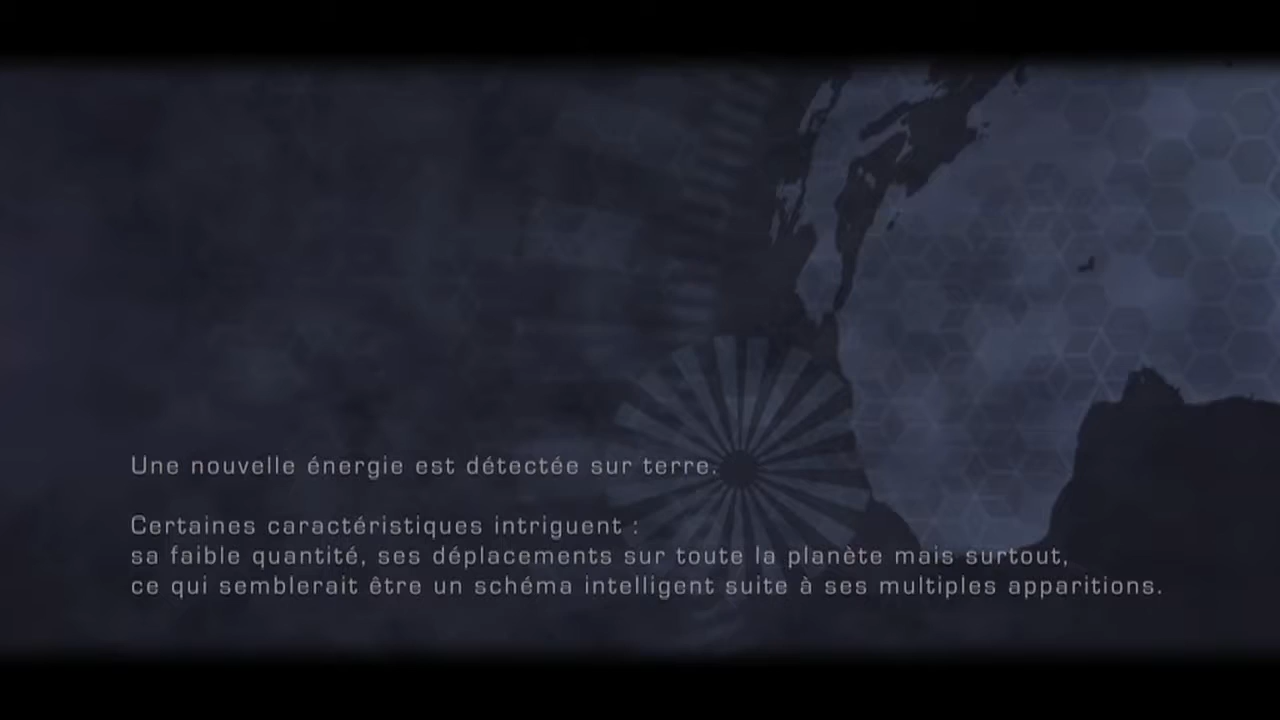 Une nouvelle énergie est détectée sur terre.
Certaines caractéristiques intriguent :
sa faible quantité, ses déplacements sur toute la planète mais surtout,
ce qui semblerait être un schéma intelligent suite à ses multiples apparitions.